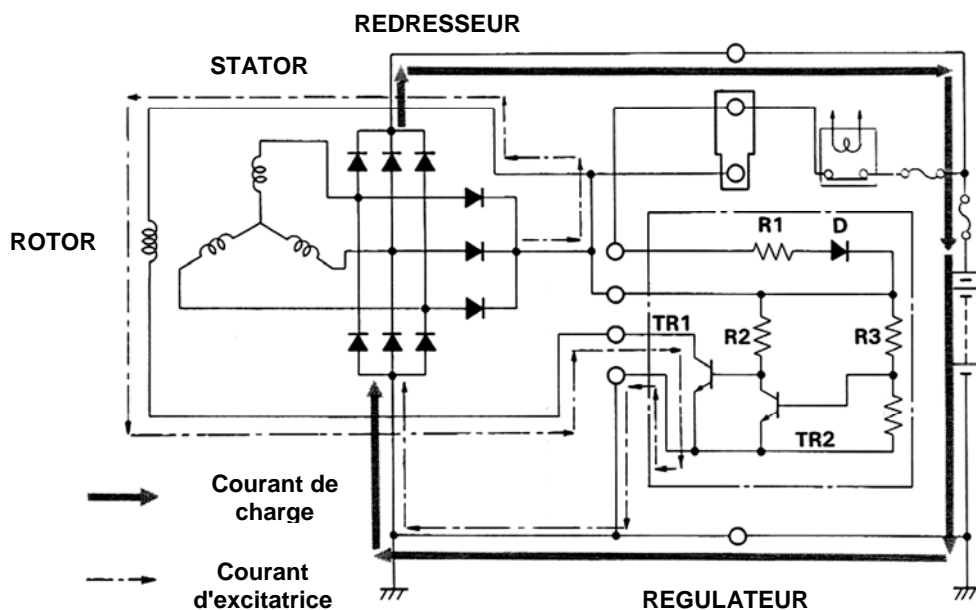 REDRESSEUR
STATOR
ROTOR
R1
D
TR1
R2
R3
TR2
Courant de
charge
Courant
d'excitatrice
REGULATEUR